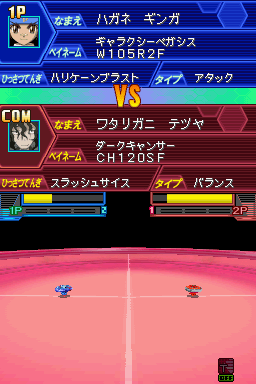 1P
なまえ ハガネ ギンガ
ベイネーム ギャラクシーペガシス
W105R2F
ひっさつてんぎ ハリケーンブラスト タイプ アタック
VS
COM
なまえ ワタリガニ テツヤ
ベイネーム ダークキャンサー
CH120SF
ひっさつてんぎ スラッシュサイス タイプ バランス
1P 2 1 2P
OFF